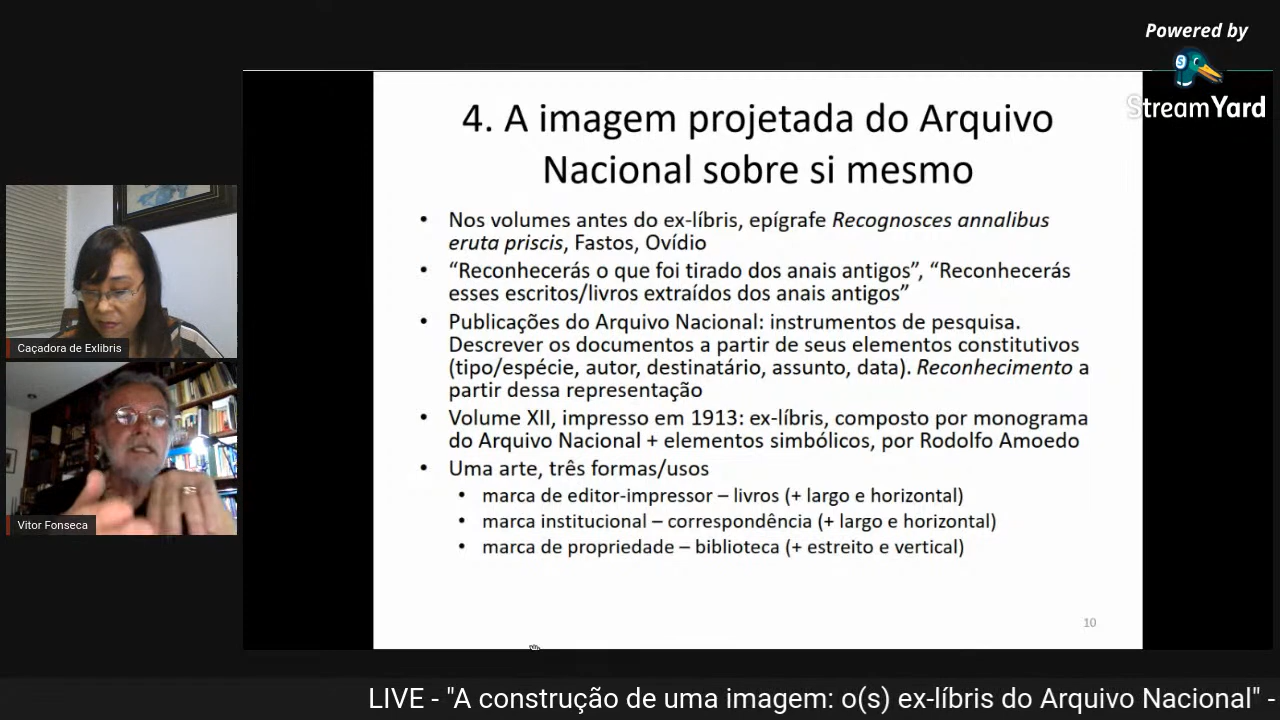 Powered by
StreamYard
4. A imagem projetada do Arquivo
Nacional sobre si mesmo
• Nos volumes antes do ex-líbris, epígrafe Recognosces annalibus
eruta priscis, Fastos, Ovídio
• “Reconhecerás o que foi tirado dos anais antigos”, “Reconhecerás
esses escritos/livros extraídos dos anais antigos”
• Publicações do Arquivo Nacional: instrumentos de pesquisa.
Descrever os documentos a partir de seus elementos constitutivos
(tipo/espécie, autor, destinatário, assunto, data). Reconhecimento a
partir dessa representação
• Volume XII, impresso em 1913: ex-líbris, composto por monograma
do Arquivo Nacional + elementos simbólicos, por Rodolfo Amoedo
• Uma arte, três formas/usos
• marca de editor-impressor – livros (+ largo e horizontal)
• marca institucional – correspondência (+ largo e horizontal)
• marca de propriedade – biblioteca (+ estreito e vertical)
10
Caçadora de Exlibris
Vitor Fonseca
LIVE - "A construção de uma imagem: o(s) ex-líbris do Arquivo Nacional" -